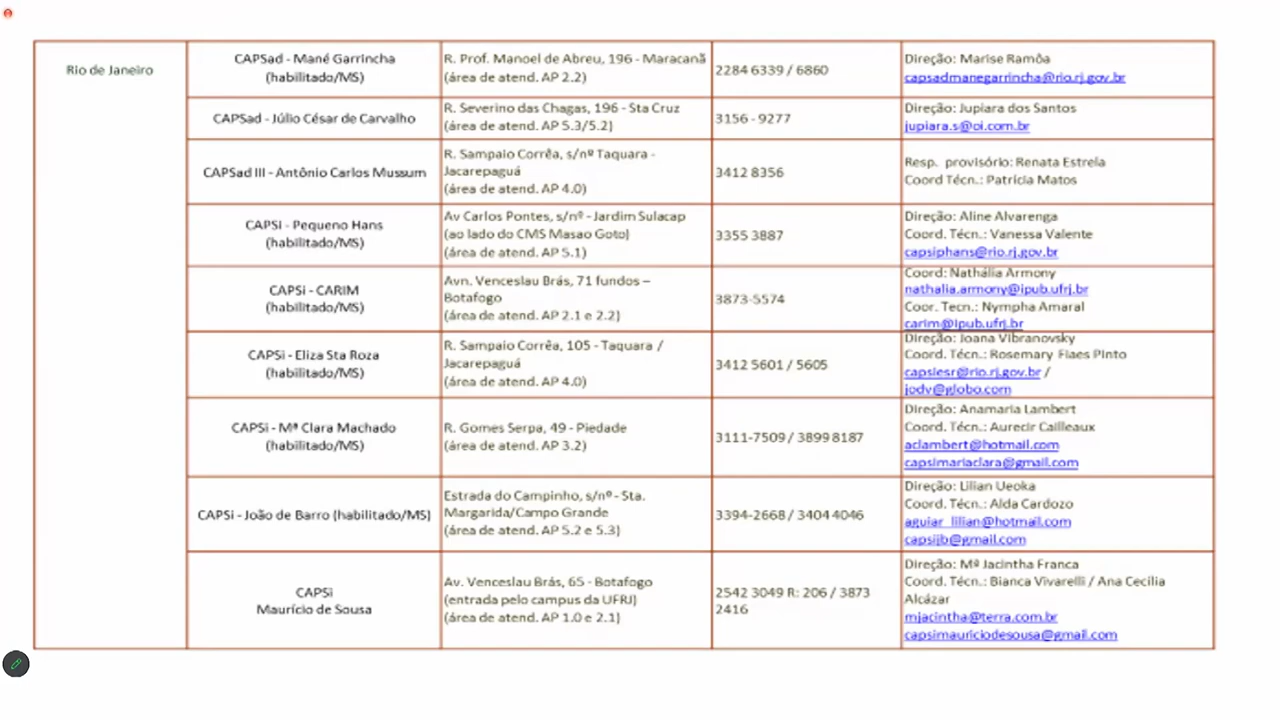 Rio de Janeiro
CAPSad - Mané Garrincha
(habilitado/MS)
R. Prof. Manoel de Abreu, 196 - Maracanã
(área de atend. AP 2.2)
2284 6339 / 6860
Direção: Marise Ramôa
capsadmanegarrincha@rio.rj.gov.br
CAPSad - Júlio César de Carvalho
R. Severino das Chagas, 196 - Sta Cruz
(área de atend. AP 5.3/5.2)
3156 - 9277
Direção: Jupiara dos Santos
jupiara.s@oi.com.br
CAPSad III - Antônio Carlos Mussum
R. Sampaio Corrêa, s/nº Taquara -
Jacarepaguá
(área de atend. AP 4.0)
3412 8356
Resp. provisório: Renata Estrela
Coord Técn.: Patrícia Matos
CAPSi - Pequeno Hans
(habilitado/MS)
Av Carlos Pontes, s/nº - Jardim Sulacap
(ao lado do CMS Masao Goto)
(área de atend. AP 5.1)
3355 3887
Direção: Aline Alvarenga
Coord. Técn.: Vanessa Valente
capsiphans@rio.rj.gov.br
CAPSi - CARIM
(habilitado/MS)
Avn. Venceslau Brás, 71 fundos –
Botafogo
(área de atend. AP 2.1 e 2.2)
3873-5574
Coord: Nathália Armony
nathalia.armony@ipub.ufrj.br
Coor. Tecn.: Nympha Amaral
carim@ipub.ufrj.br
CAPSi - Eliza Sta Roza
(habilitado/MS)
R. Sampaio Corrêa, 105 - Taquara /
Jacarepaguá
(área de atend. AP 4.0)
3412 5601 / 5605
Direção: Joana Vibranovsky
Coord. Técn.: Rosemary Fiaes Pinto
capsiesr@rio.rj.gov.br /
jodv@globo.com
CAPSi - Mª Clara Machado
(habilitado/MS)
R. Gomes Serpa, 49 - Piedade
(área de atend. AP 3.2)
3111-7509 / 3899 8187
Direção: Anamaria Lambert
Coord. Técn.: Aurecir Cailleaux
aclambert@hotmail.com
capsimariaclara@gmail.com
CAPSi - João de Barro (habilitado/MS)
Estrada do Campinho, s/nº - Sta.
Margarida/Campo Grande
(área de atend. AP 5.2 e 5.3)
3394-2668 / 3404 4046
Direção: Lilian Ueoka
Coord. Técn.: Alda Cardozo
aguiar_lilian@hotmail.com
capsijb@gmail.com
CAPSi
Maurício de Sousa
Av. Venceslau Brás, 65 - Botafogo
(entrada pelo campus da UFRJ)
(área de atend. AP 1.0 e 2.1)
2542 3049 R: 206 / 3873
2416
Direção: Mª Jacintha Franca
Coord. Técn.: Bianca Vivarelli / Ana Cecilia
Alcázar
mjacintha@terra.com.br
capsimauriciodesousa@gmail.com